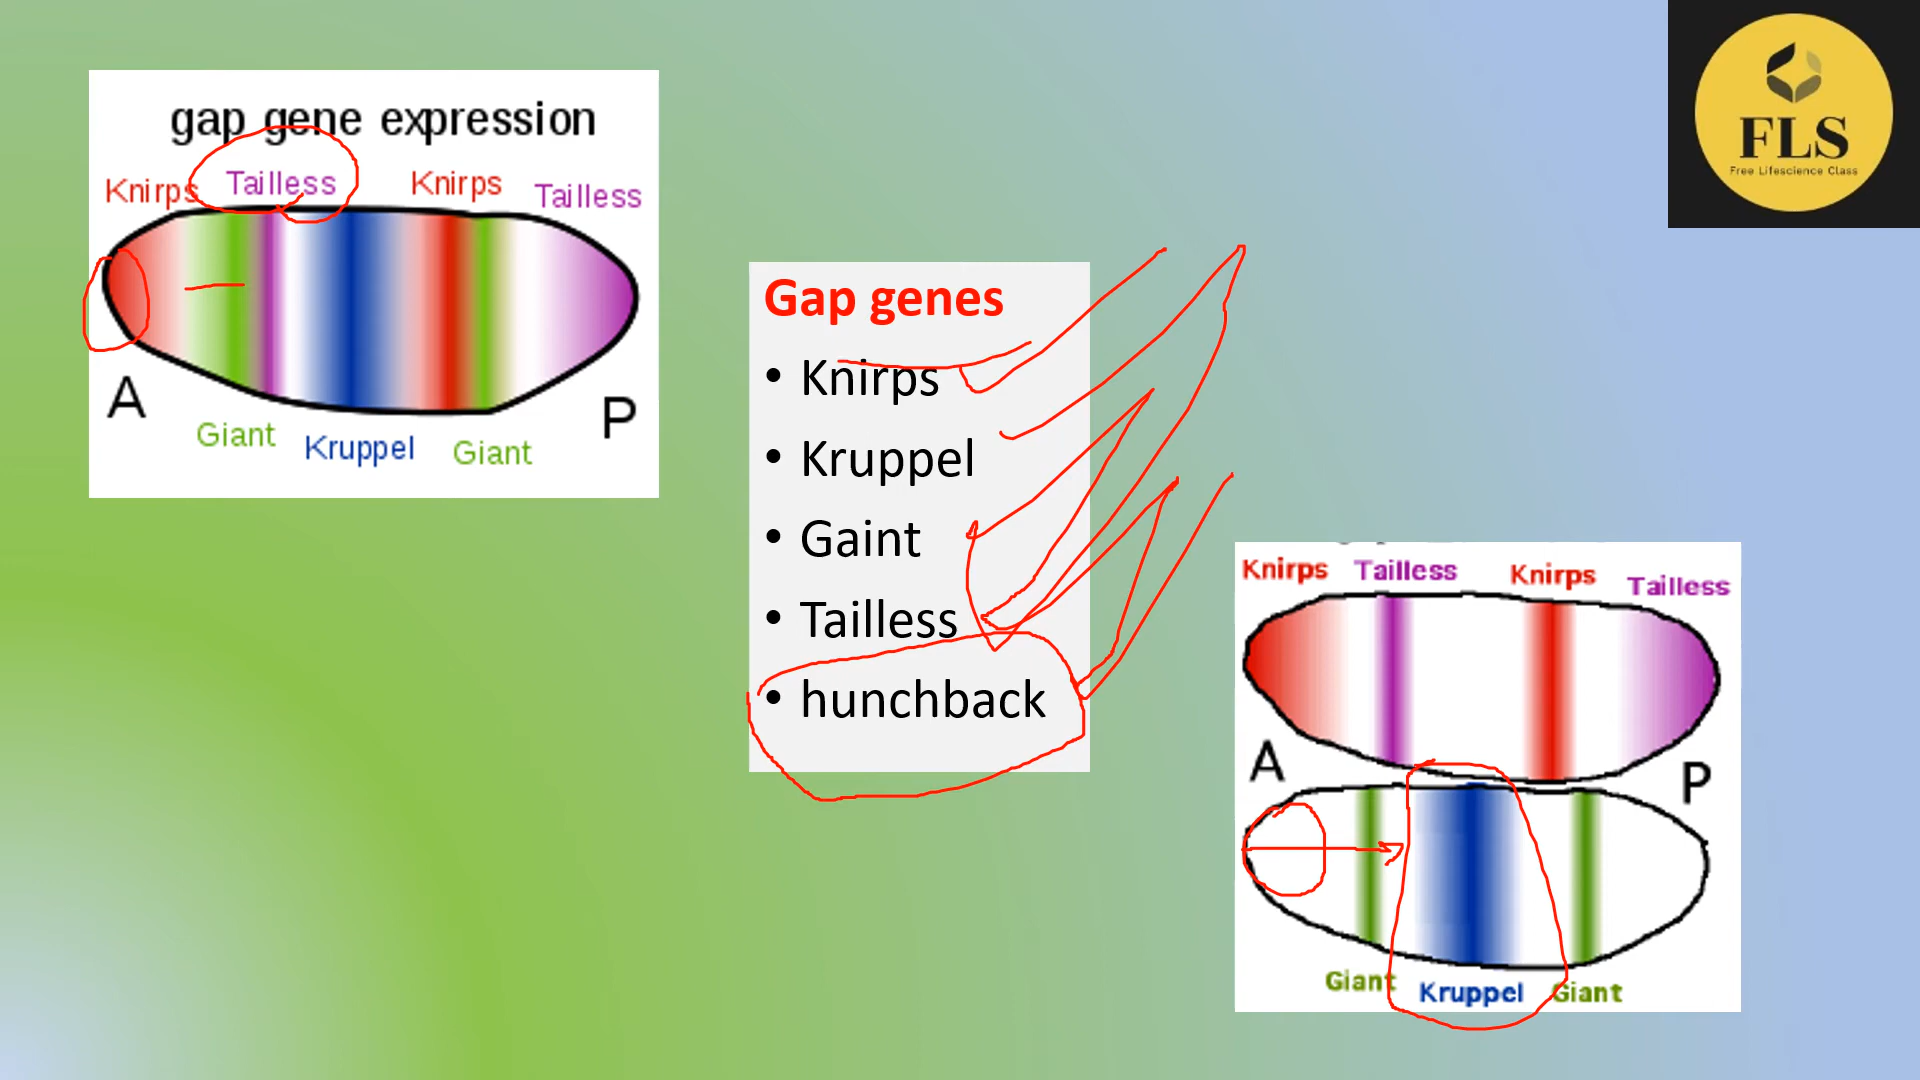 gap gene expression
Knirps Tailless Knirps Tailless
A P
Giant Kruppel Giant
Gap genes
• Knirps
• Kruppel
• Gaint
• Tailless
• hunchback
FLS
Free Lifescience Class
Knirps Tailless Knirps Tailless
A P
Giant Kruppel Giant